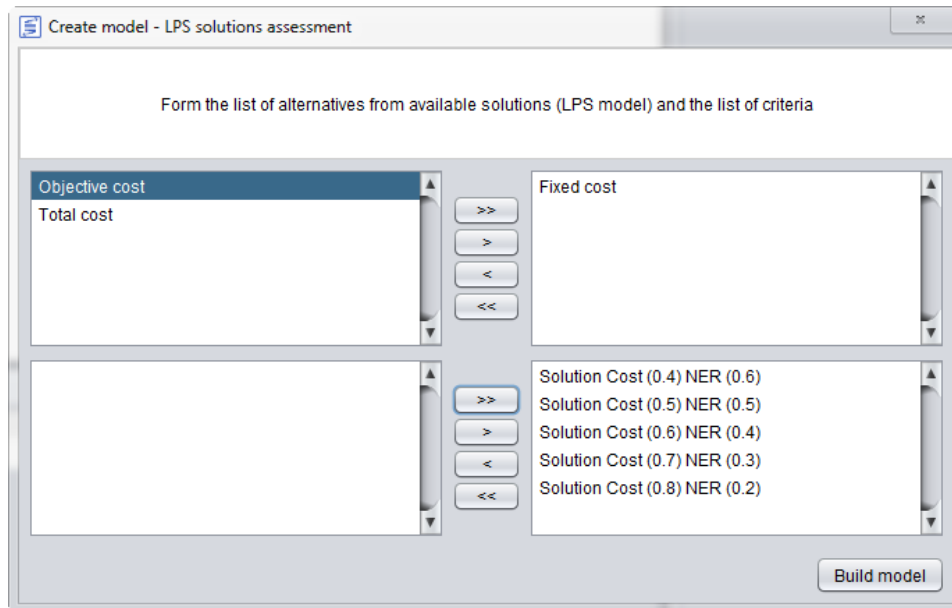 Create model - LPS solutions assessment
Form the list of alternatives from available solutions (LPS model) and the list of criteria
Objective cost
Total cost
>>
>
<
<<
Fixed cost
>>
>
<
<<
Solution Cost (0.4) NER (0.6)
Solution Cost (0.5) NER (0.5)
Solution Cost (0.6) NER (0.4)
Solution Cost (0.7) NER (0.3)
Solution Cost (0.8) NER (0.2)
Build model